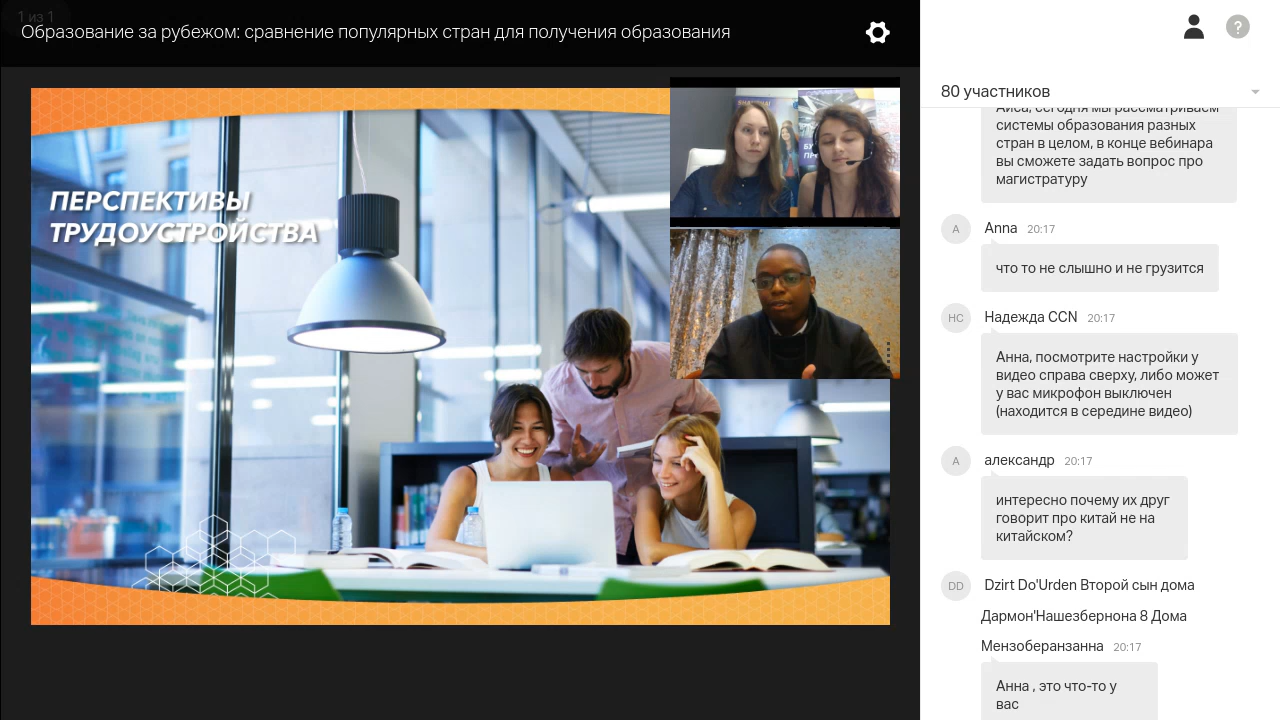 1 из 1
Образование за рубежом: сравнение популярных стран для получения образования
ПЕРСПЕКТИВЫ
ТРУДОУСТРОЙСТВА
?
80 участников
Алиса, сегодня мы рассматриваем
системы образования разных
стран в целом, в конце вебинара
вы сможете задать вопрос про
магистратуру
A
Anna 20:17
что то не слышно и не грузится
НС
Надежда CCN 20:17
Анна, посмотрите настройки у
видео справа сверху, либо может
у вас микрофон выключен
(находится в середине видео)
А
александр 20:17
интересно почему их друг
говорит про китай не на
китайском?
DD
Dzirt Do'Urden Второй сын дома
Дармон'Нашезбернона 8 Дома
Мензоберанзанна 20:17
Анна , это что-то у
вас